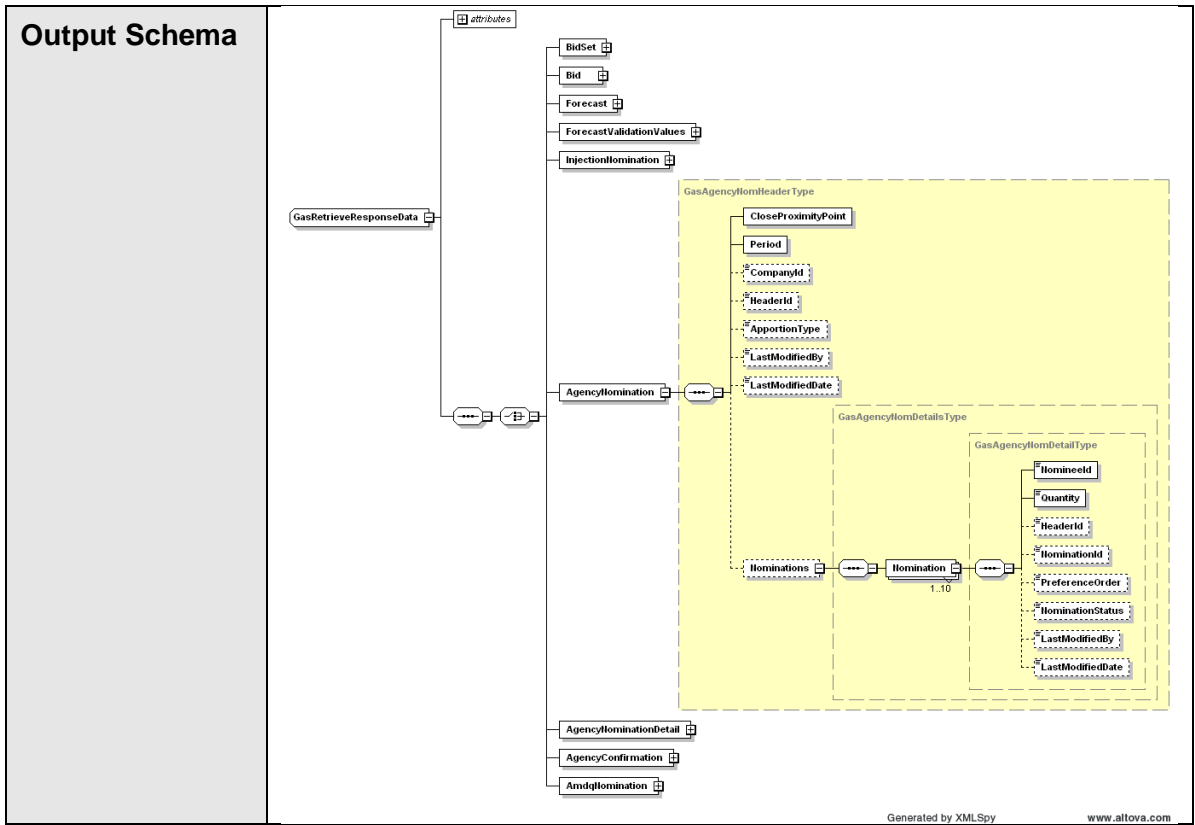 Output Schema
attributes
BidSet
Bid
Forecast
ForecastValidationValues
InjectionNomination
GasRetrieveResponseData
GasAgencyNomHeaderType
CloseProximityPoint
Period
CompanyId
HeaderId
ApportionType
LastModifiedBy
LastModifiedDate
AgencyNomination
GasAgencyNomDetailsType
GasAgencyNomDetailType
NomineeId
Quantity
HeaderId
NominationId
PreferenceOrder
NominationStatus
LastModifiedBy
LastModifiedDate
Nominations
Nomination
1..10
AgencyNominationDetail
AgencyConfirmation
AmdqNomination
Generated by XMLSpy
www.altova.com